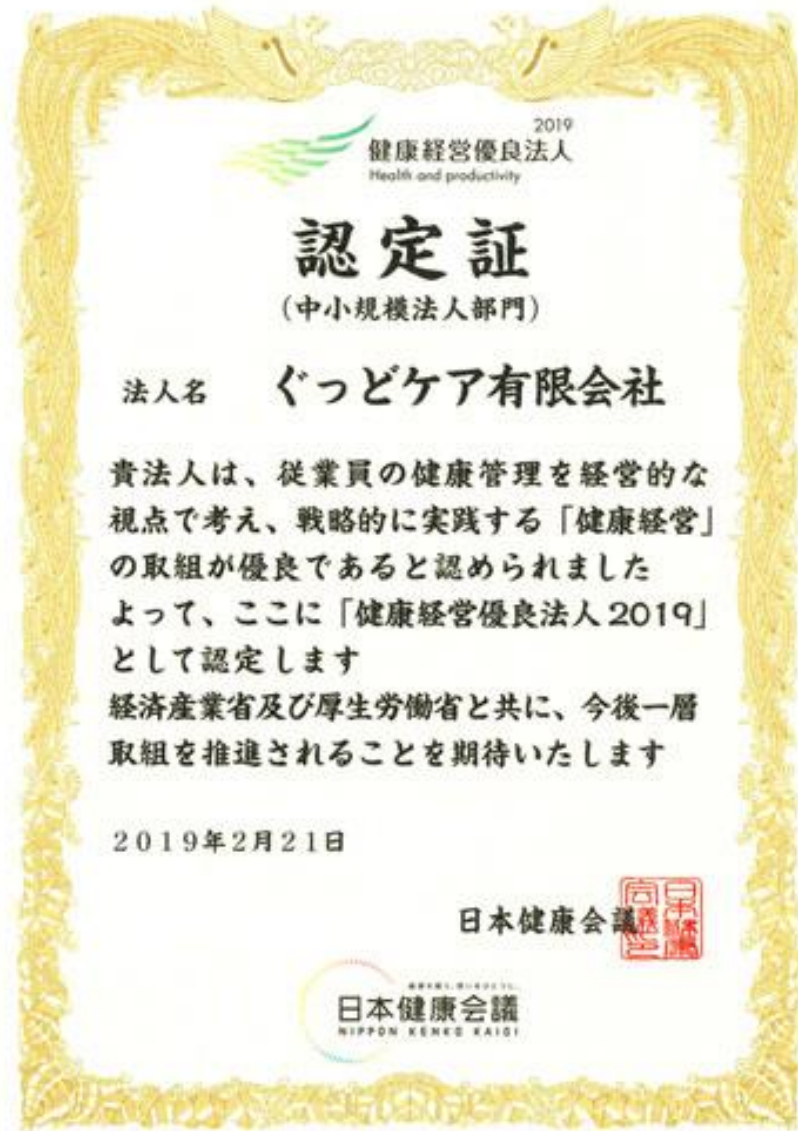 2019
健康経営優良法人
Health and productivity
認定証
(中小規模法人部門)
法人名 ぐっどケア有限会社
貴法人は、従業員の健康管理を経営的な
視点で考え、戦略的に実践する「健康経営」
の取組が優良であると認められました
よって、ここに「健康経営優良法人2019」
として認定します
経済産業省及び厚生労働省と共に、今後一層
取組を推進されることを期待いたします
2019年2月21日
日本健康会議
日本健康会議
NIPPON KENKO KAIGI